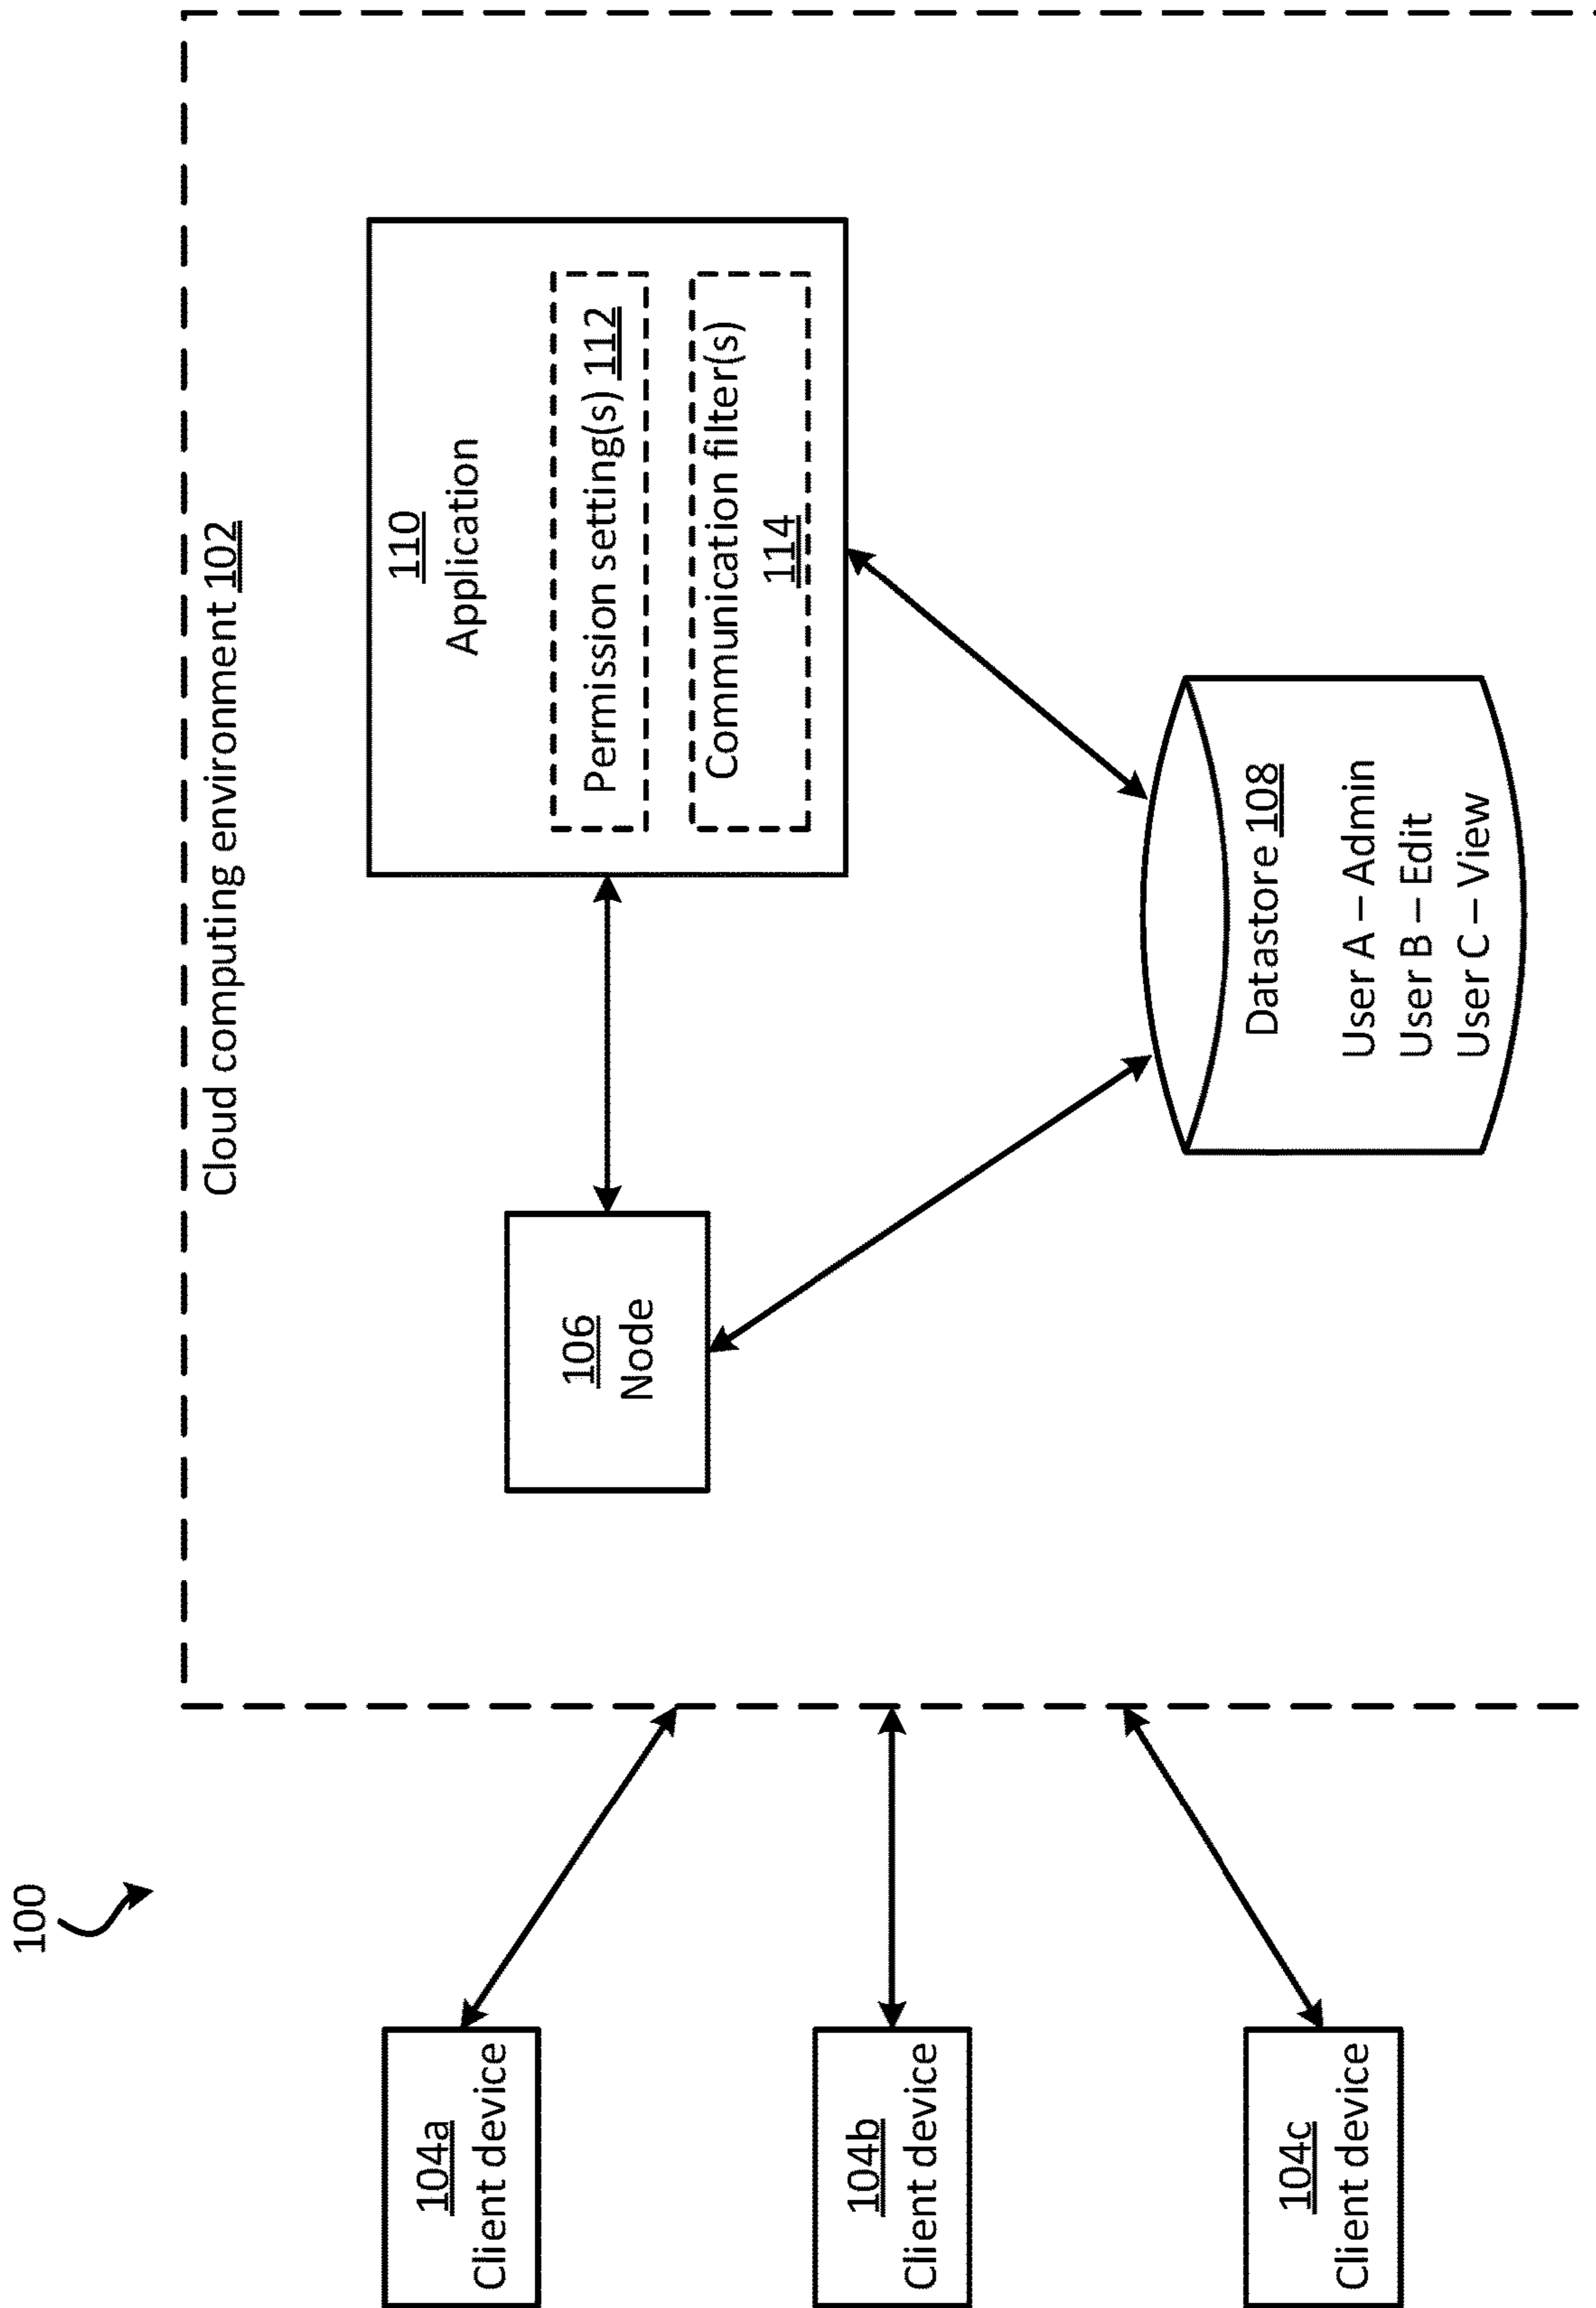 100
Cloud computing environment 102
104a
Client device
104b
Client device
104c
Client device
106
Node
110
Application
Permission setting(s) 112
Communication filter(s)
114
Datastore 108
User A – Admin
User B – Edit
User C – View